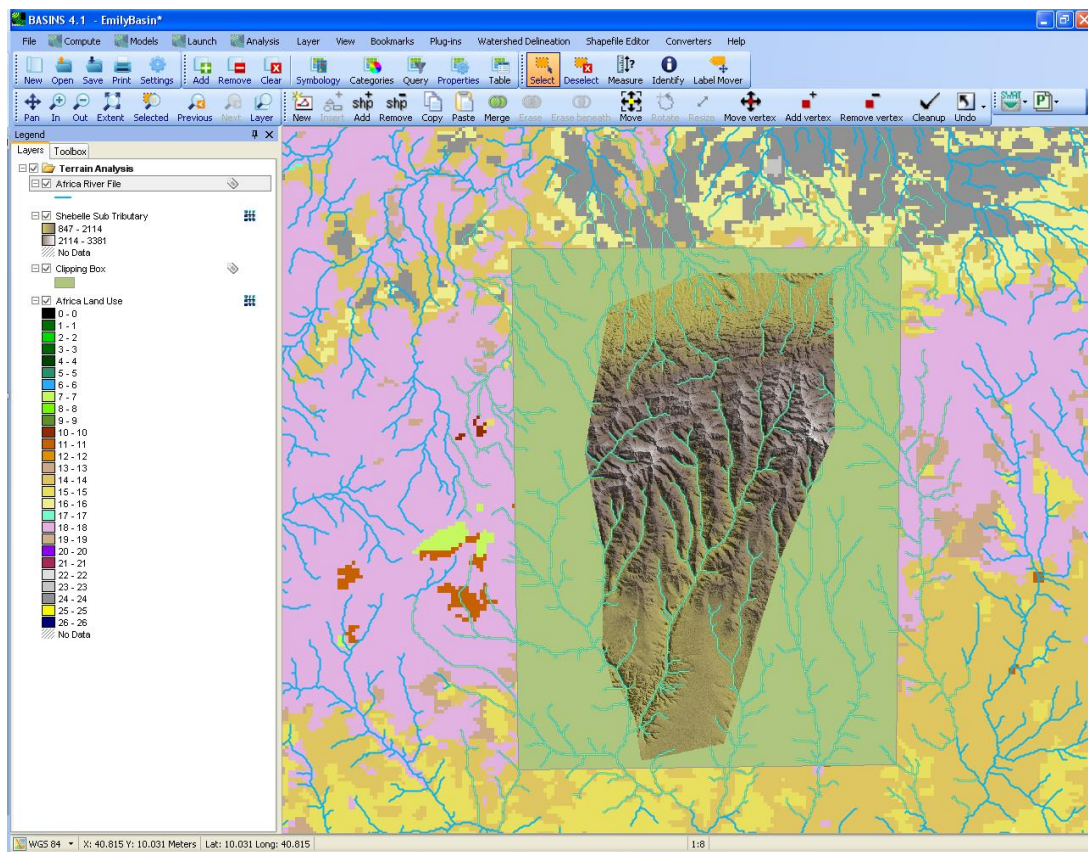 BASINS 4.1 - EmilyBasin*
File Compute Models Launch Analysis Layer View Bookmarks Plug-ins Watershed Delineation Shapefile Editor Converters Help
New Open Save Print Settings Add Remove Clear Symbology Categories Query Properties Table Select Deselect Measure Identify Label Mover
Pan In Out Extent Selected Previous Next Layer New Insert Add Remove Copy Paste Merge Erase Erase beneath Move Rotate Resize Move vertex Add vertex Remove vertex Cleanup Undo
Legend
Layers Toolbox
Terrain Analysis
Africa River File
Shebelle Sub Tributary
847 - 2114
2114 - 3381
No Data
Clipping Box
Africa Land Use
0 - 0
1 - 1
2 - 2
3 - 3
4 - 4
5 - 5
6 - 6
7 - 7
8 - 8
9 - 9
10 - 10
11 - 11
12 - 12
13 - 13
14 - 14
15 - 15
16 - 16
17 - 17
18 - 18
19 - 19
20 - 20
21 - 21
22 - 22
23 - 23
24 - 24
25 - 25
26 - 26
No Data
WGS 84 X: 40.815 Y: 10.031 Meters Lat: 10.031 Long: 40.815 1:8